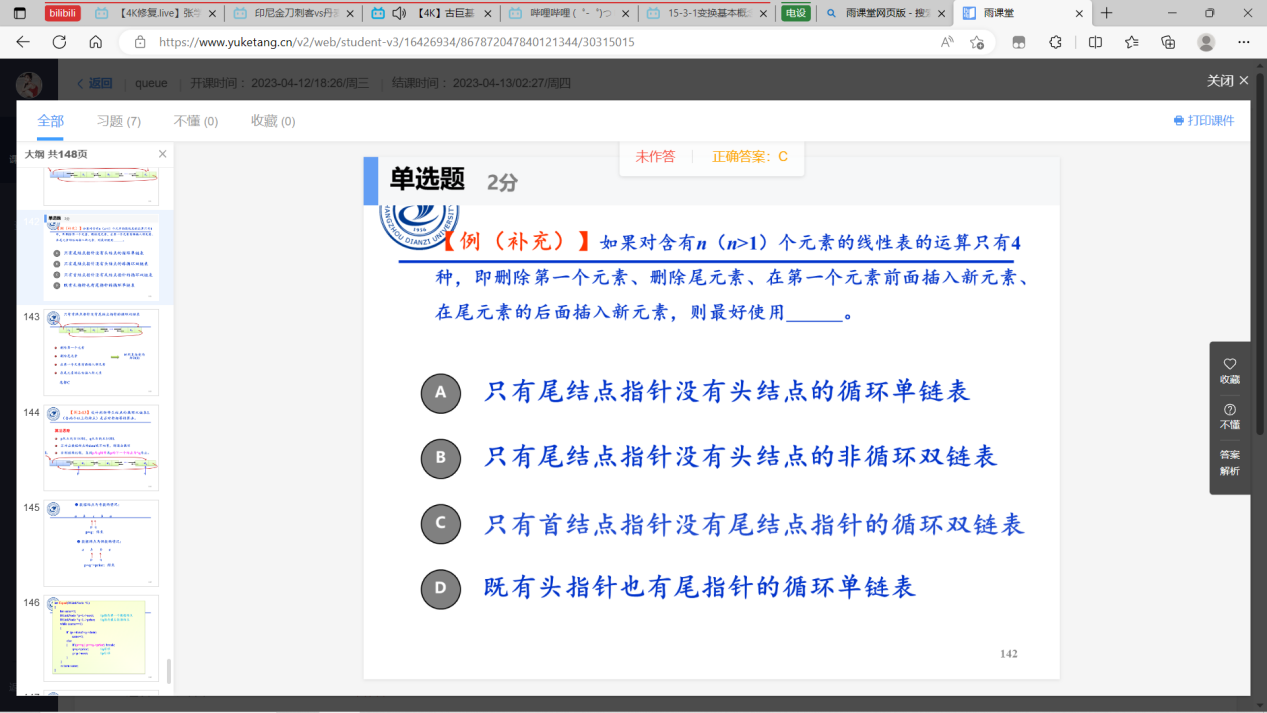 bilibili
【4K修复.live】张学
印尼金刀刺客vs丹麦
【4K】古巨基
哔哩哔哩 (゜-゜)つ
15-3-1变换基本概念
电设
雨课堂网页版 - 搜索
雨课堂
https://www.yuketang.cn/v2/web/student-v3/16426934/867872047840121344/30315015
返回
queue
开课时间： 2023-04-12/18:26/周三
结课时间： 2023-04-13/02:27/周四
关闭
全部
习题 (7)
不懂 (0)
收藏 (0)
打印课件
大纲 共148页
未作答
正确答案：C
单选题 2分
HANGZHOU DIANZI UNIVERSITY
1956
【例（补充）】如果对含有n（n>1）个元素的线性表的运算只有4
种，即删除第一个元素、删除尾元素、在第一个元素前面插入新元素、
在尾元素的后面插入新元素，则最好使用______。
A 只有尾结点指针没有头结点的循环单链表
B 只有尾结点指针没有头结点的非循环双链表
C 只有首结点指针没有尾结点指针的循环双链表
D 既有头指针也有尾指针的循环单链表
142
收藏
不懂
答案
解析
142
143
144
145
146